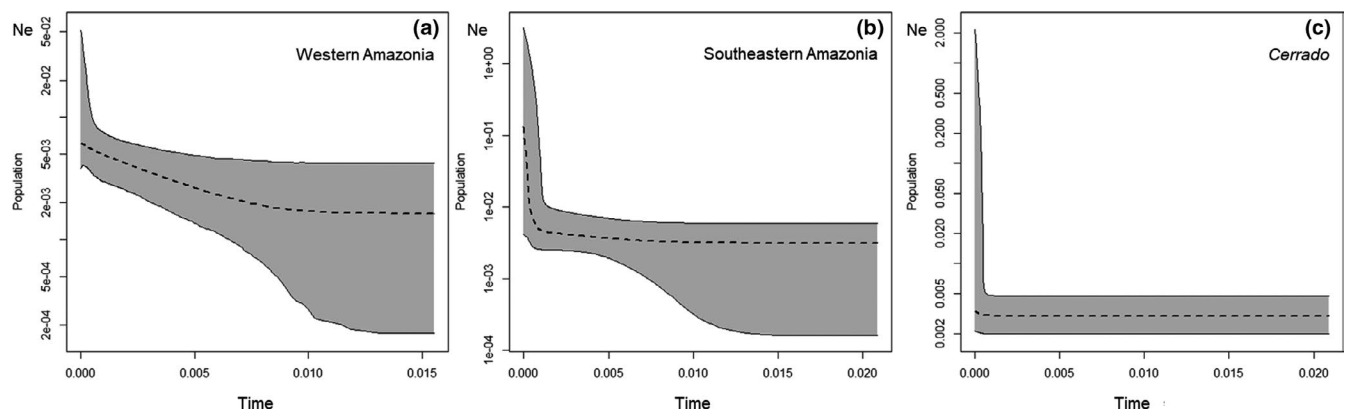 Ne
(a)
Western Amazonia
5e-02
2e-02
5e-03
2e-03
5e-04
2e-04
Population
0.000 0.005 0.010 0.015
Time
Ne
(b)
Southeastern Amazonia
1e+00
1e-01
1e-02
1e-03
1e-04
Population
0.000 0.005 0.010 0.015 0.020
Time
Ne
(c)
Cerrado
2.000
0.500
0.200
0.050
0.020
0.005
0.002
Population
0.000 0.005 0.010 0.015 0.020
Time